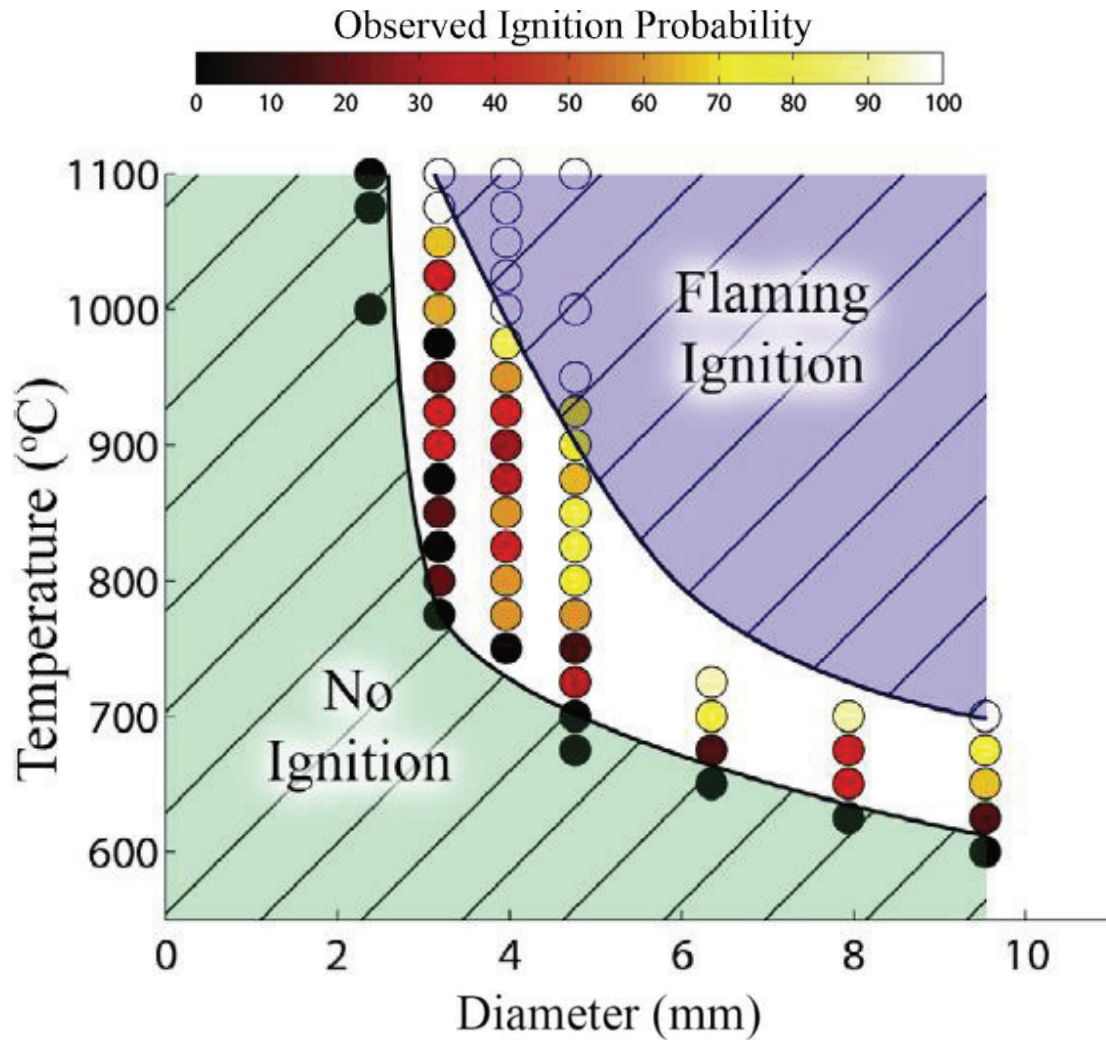 Observed Ignition Probability
0 10 20 30 40 50 60 70 80 90 100
1100
1000
900
800
700
600
Temperature (ºC)
Flaming
Ignition
No
Ignition
0 2 4 6 8 10
Diameter (mm)